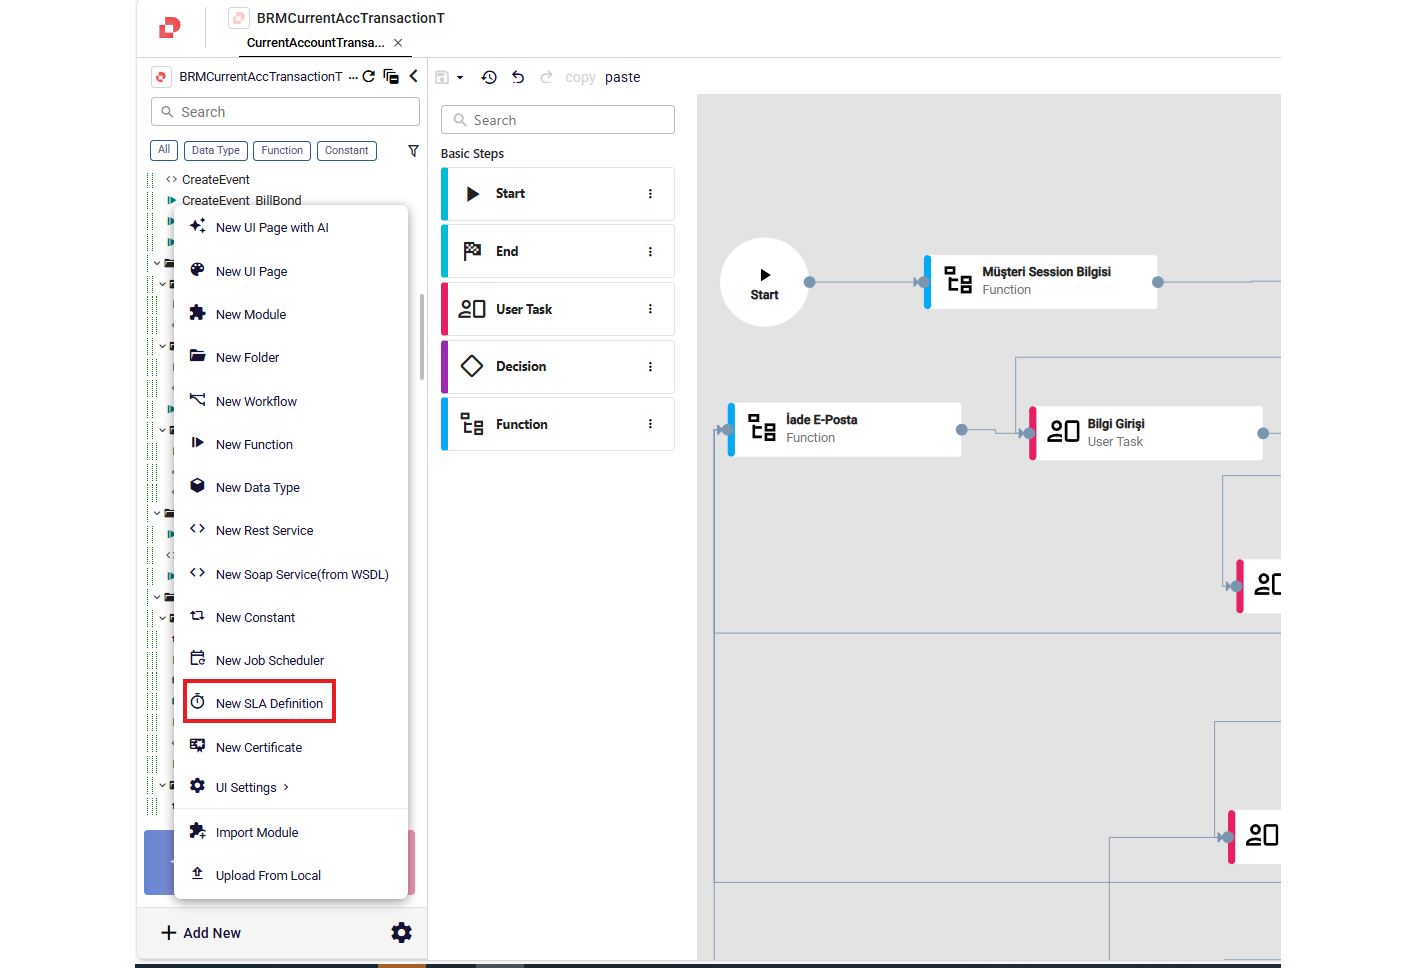 BRMCurrentAccTransactionT
CurrentAccountTransa...
BRMCurrentAccTransactionT ...
Search
All
Data Type
Function
Constant
CreateEvent
CreateEvent_BillBond
New UI Page with AI
New UI Page
New Module
New Folder
New Workflow
New Function
New Data Type
New Rest Service
New Soap Service(from WSDL)
New Constant
New Job Scheduler
New SLA Definition
New Certificate
UI Settings
Import Module
Upload From Local
Add New
copy
paste
Search
Basic Steps
Start
End
User Task
Decision
Function
Start
Müşteri Session Bilgisi
Function
İade E-Posta
Function
Bilgi Girişi
User Task